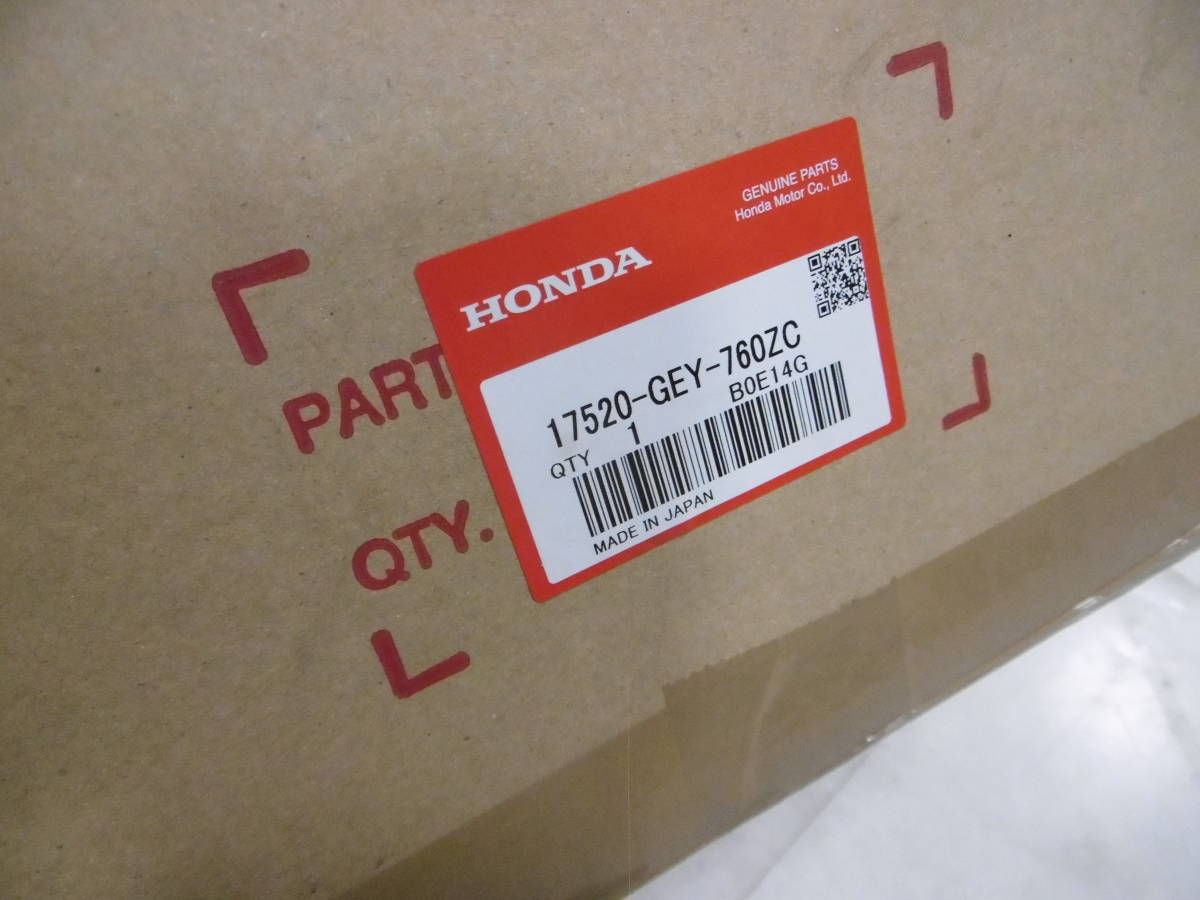 GENUINE PARTS
Honda Motor Co., Ltd.
HONDA
17520-GEY-760ZC
QTY 1 B0E14G
MADE IN JAPAN
PART
QTY.